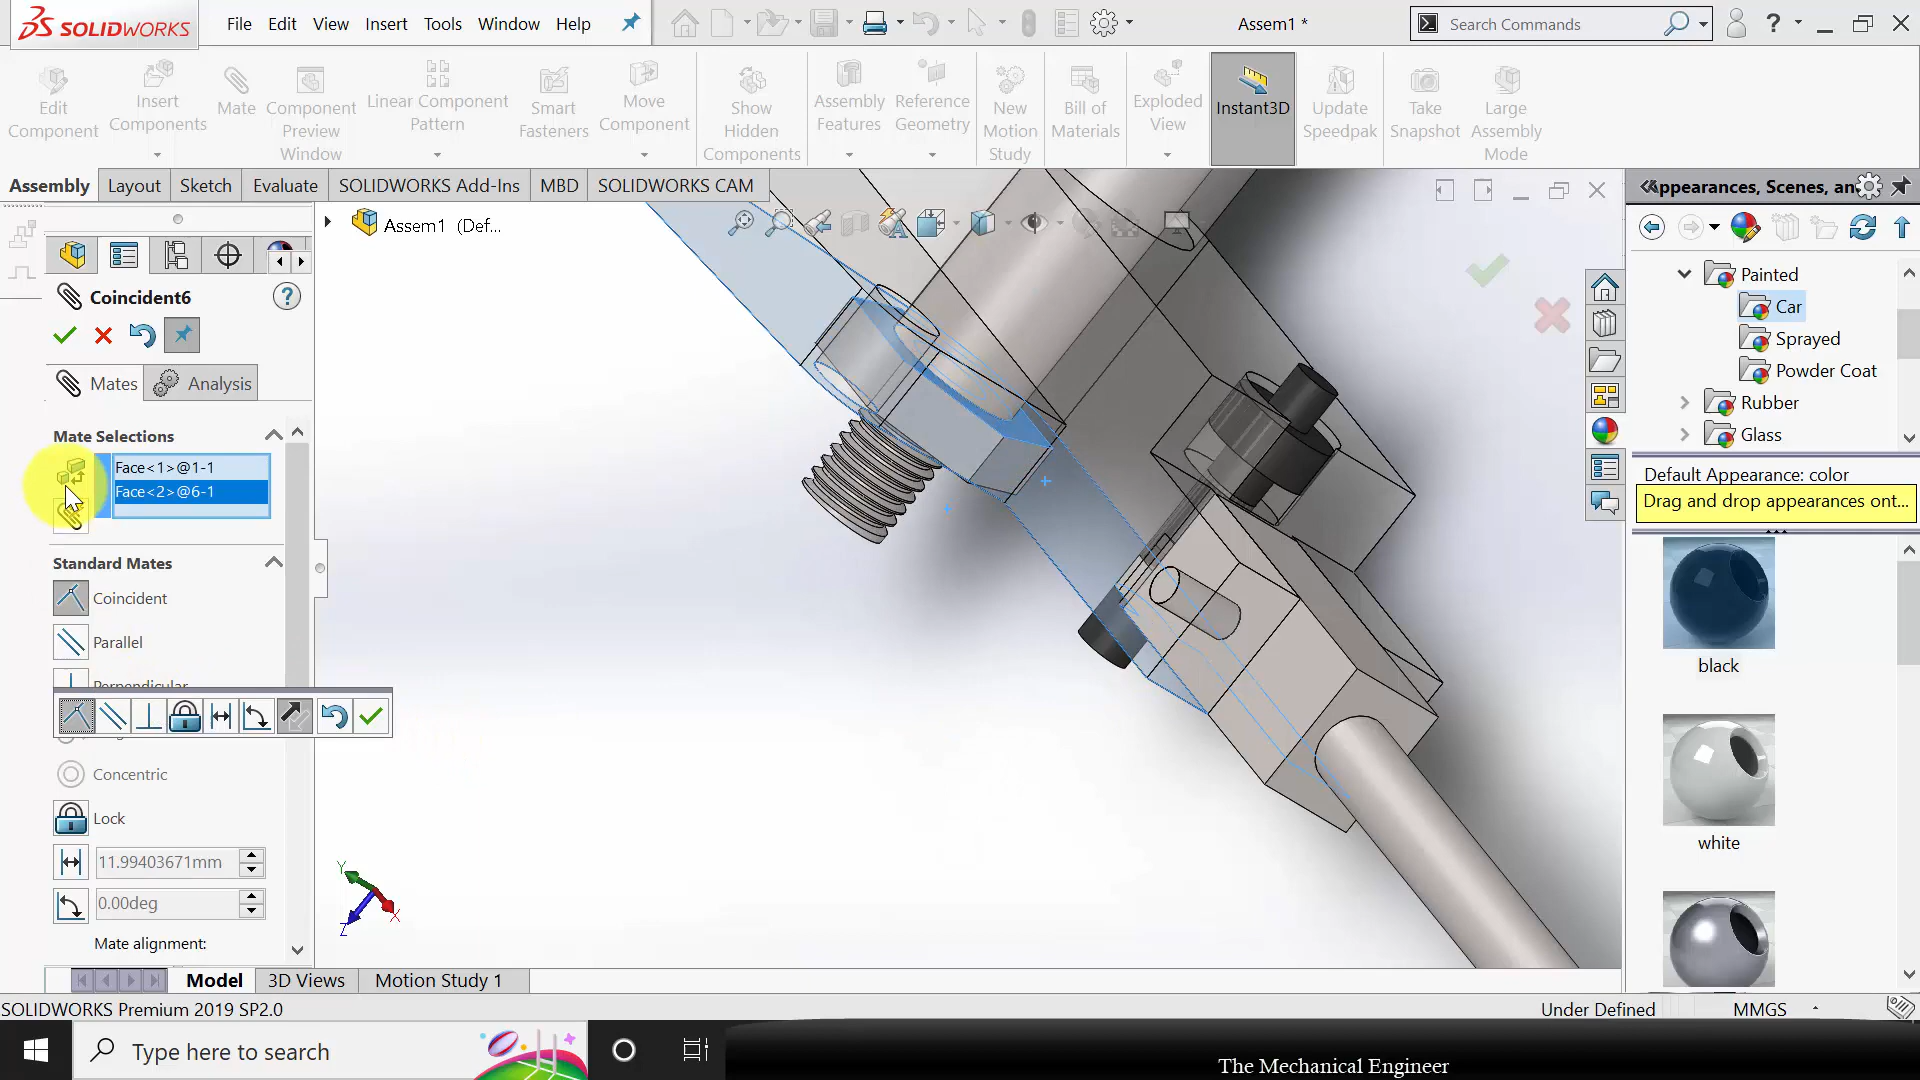 SOLIDWORKS
File Edit View Insert Tools Window Help
Assem1 *
Search Commands
Edit Component
Insert Components
Mate
Component Preview Window
Linear Component Pattern
Smart Fasteners
Move Component
Show Hidden Components
Assembly Features
Reference Geometry
New Motion Study
Bill of Materials
Exploded View
Instant3D
Update Speedpak
Take Snapshot
Large Assembly Mode
Assembly Layout Sketch Evaluate SOLIDWORKS Add-Ins MBD SOLIDWORKS CAM
Appearances, Scenes, an
Assem1 (Def...
Coincident6
Mates Analysis
Mate Selections
Face<1>@1-1
Face<2>@6-1
Standard Mates
Coincident
Parallel
Perpendicular
Concentric
Lock
11.99403671mm
0.00deg
Mate alignment:
Y
X
Z
Painted
Car
Sprayed
Powder Coat
Rubber
Glass
Default Appearance: color
Drag and drop appearances ont...
black
white
Model 3D Views Motion Study 1
SOLIDWORKS Premium 2019 SP2.0
Under Defined
MMGS
Type here to search
The Mechanical Engineer